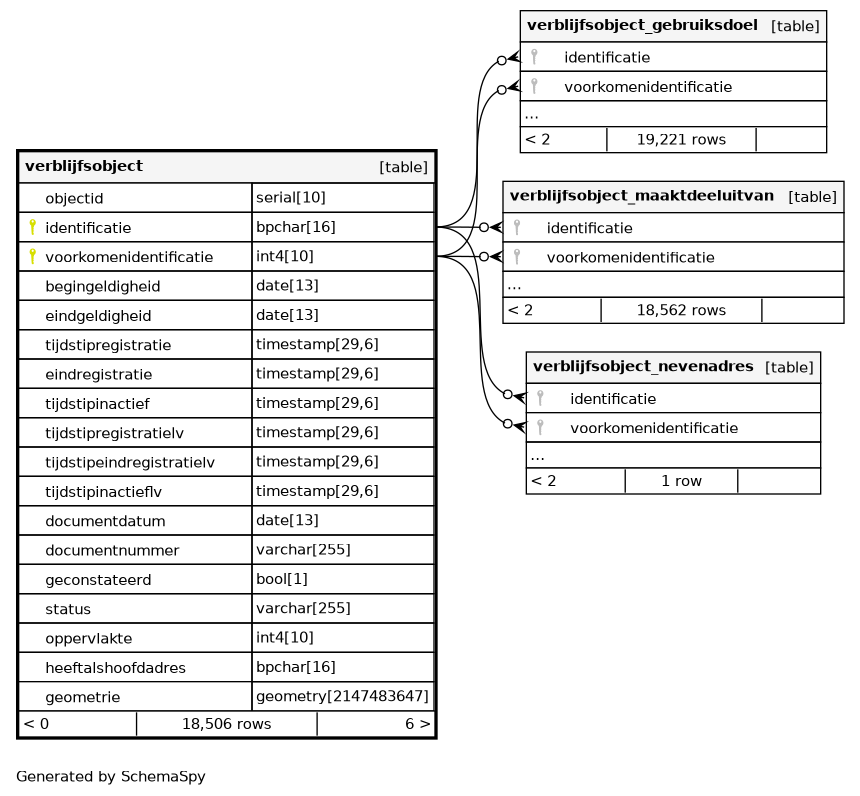 verblijfsobject_gebruiksdoel [table]
identificatie
voorkomenidentificatie
...
< 2 19,221 rows
verblijfsobject_maaktdeeluitvan [table]
identificatie
voorkomenidentificatie
...
< 2 18,562 rows
verblijfsobject_nevenadres [table]
identificatie
voorkomenidentificatie
...
< 2 1 row
verblijfsobject [table]
objectid serial[10]
identificatie bpchar[16]
voorkomenidentificatie int4[10]
begingeldigheid date[13]
eindgeldigheid date[13]
tijdstipregistratie timestamp[29,6]
eindregistratie timestamp[29,6]
tijdstipinactief timestamp[29,6]
tijdstipregistratielv timestamp[29,6]
tijdstipeindregistratielv timestamp[29,6]
tijdstipinactieflv timestamp[29,6]
documentdatum date[13]
documentnummer varchar[255]
geconstateerd bool[1]
status varchar[255]
oppervlakte int4[10]
heeftalshoofdadres bpchar[16]
geometrie geometry[2147483647]
< 0 18,506 rows 6 >
Generated by SchemaSpy